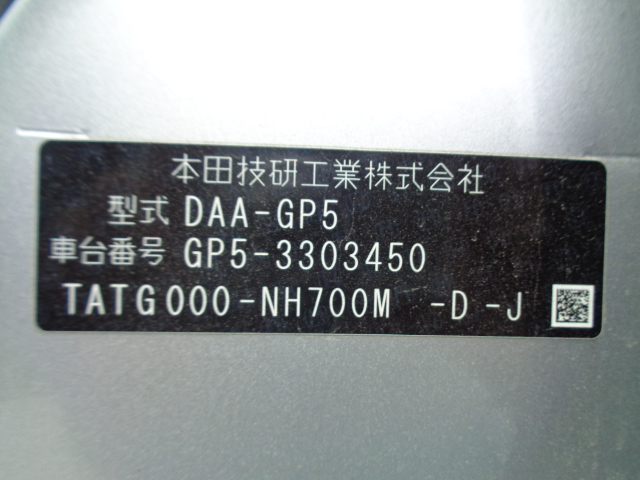 本田技研工業株式会社
型式 DAA-GP5
車台番号 GP5-3303450
TATG000-NH700M -D-J